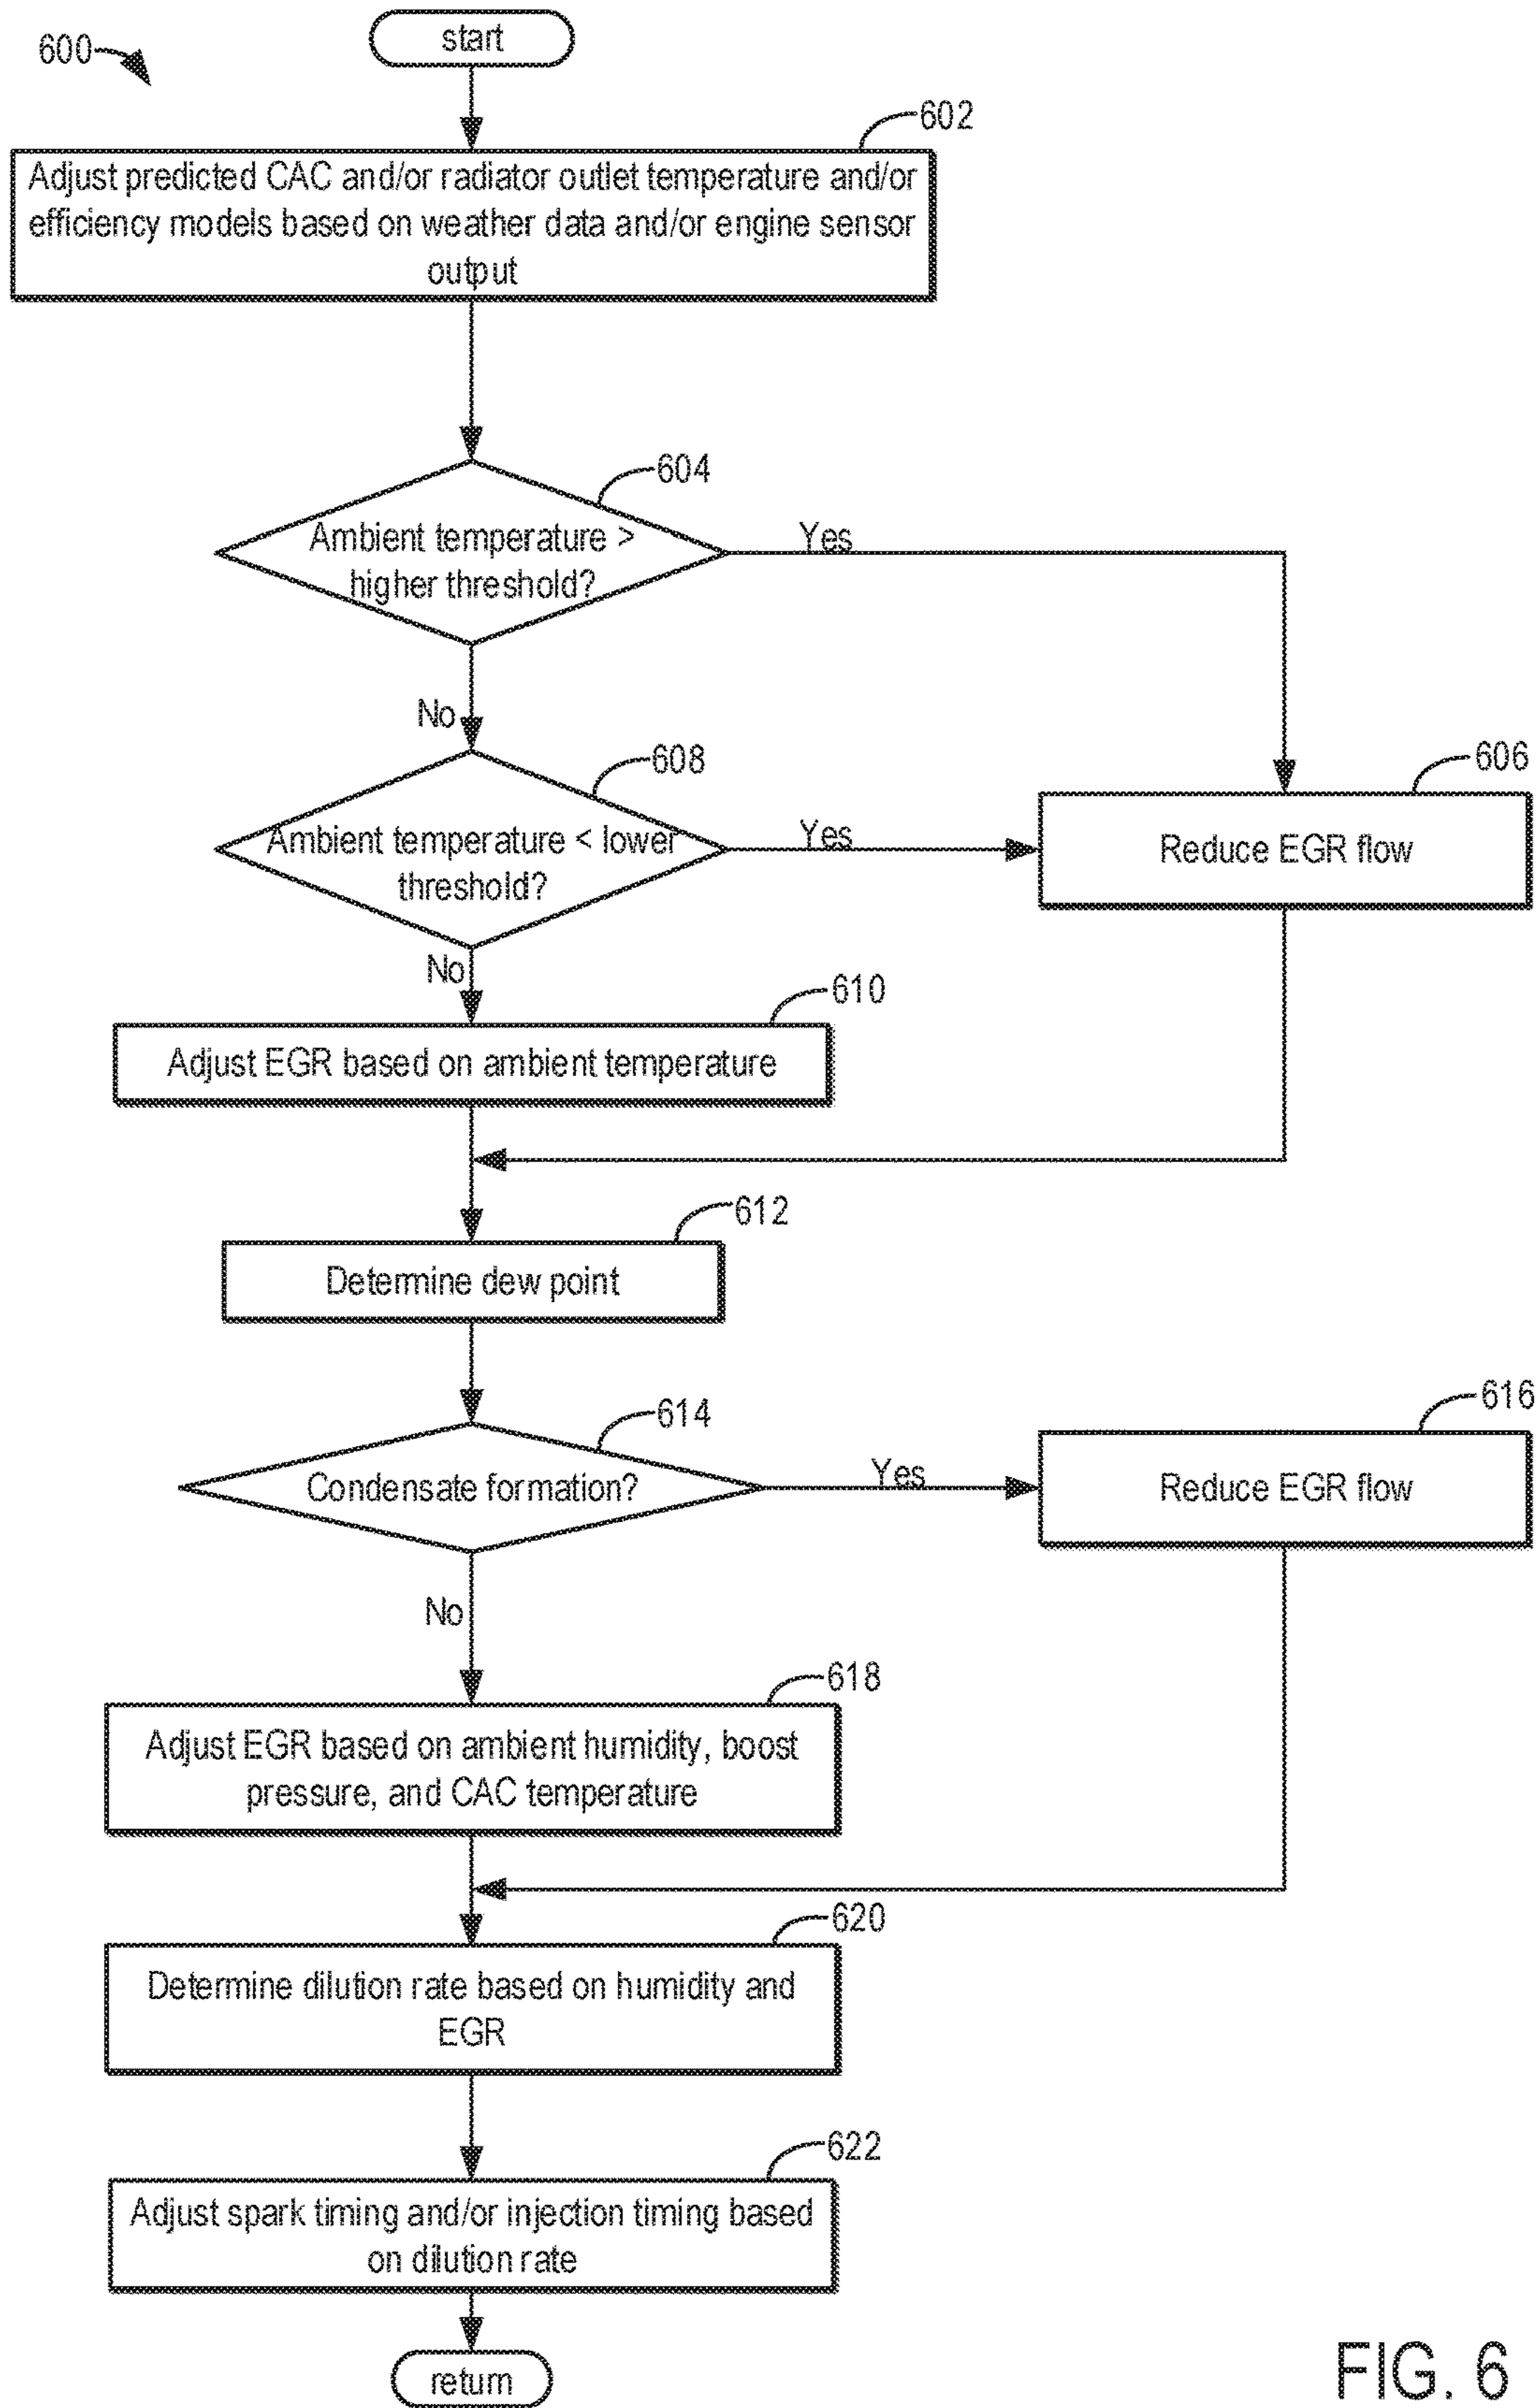 600
start
602
Adjust predicted CAC and/or radiator outlet temperature and/or
efficiency models based on weather data and/or engine sensor
output
604
Ambient temperature >
higher threshold?
Yes
No
608
Ambient temperature < lower
threshold?
Yes
606
Reduce EGR flow
No
610
Adjust EGR based on ambient temperature
612
Determine dew point
614
Condensate formation?
Yes
616
Reduce EGR flow
No
618
Adjust EGR based on ambient humidity, boost
pressure, and CAC temperature
620
Determine dilution rate based on humidity and
EGR
622
Adjust spark timing and/or injection timing based
on dilution rate
return
FIG. 6